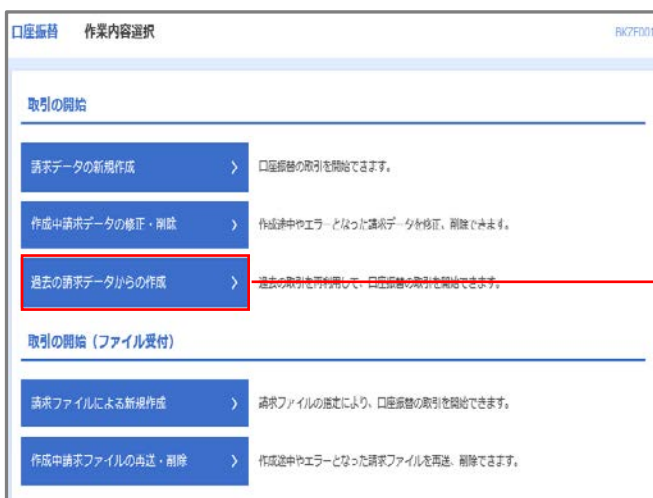 口座振替 作業内容選択 BKZF001
取引の開始
請求データの新規作成 > 口座振替の取引を開始できます。
作成中請求データの修正・削除 > 作成途中やエラーとなった請求データを修正、削除できます。
過去の請求データからの作成 > 過去の取引を再利用して、口座振替の取引を開始できます。
取引の開始（ファイル受付）
請求ファイルによる新規作成 > 請求ファイルの指定により、口座振替の取引を開始できます。
作成中請求ファイルの再送・削除 > 作成途中やエラーとなった請求ファイルを再送、削除できます。